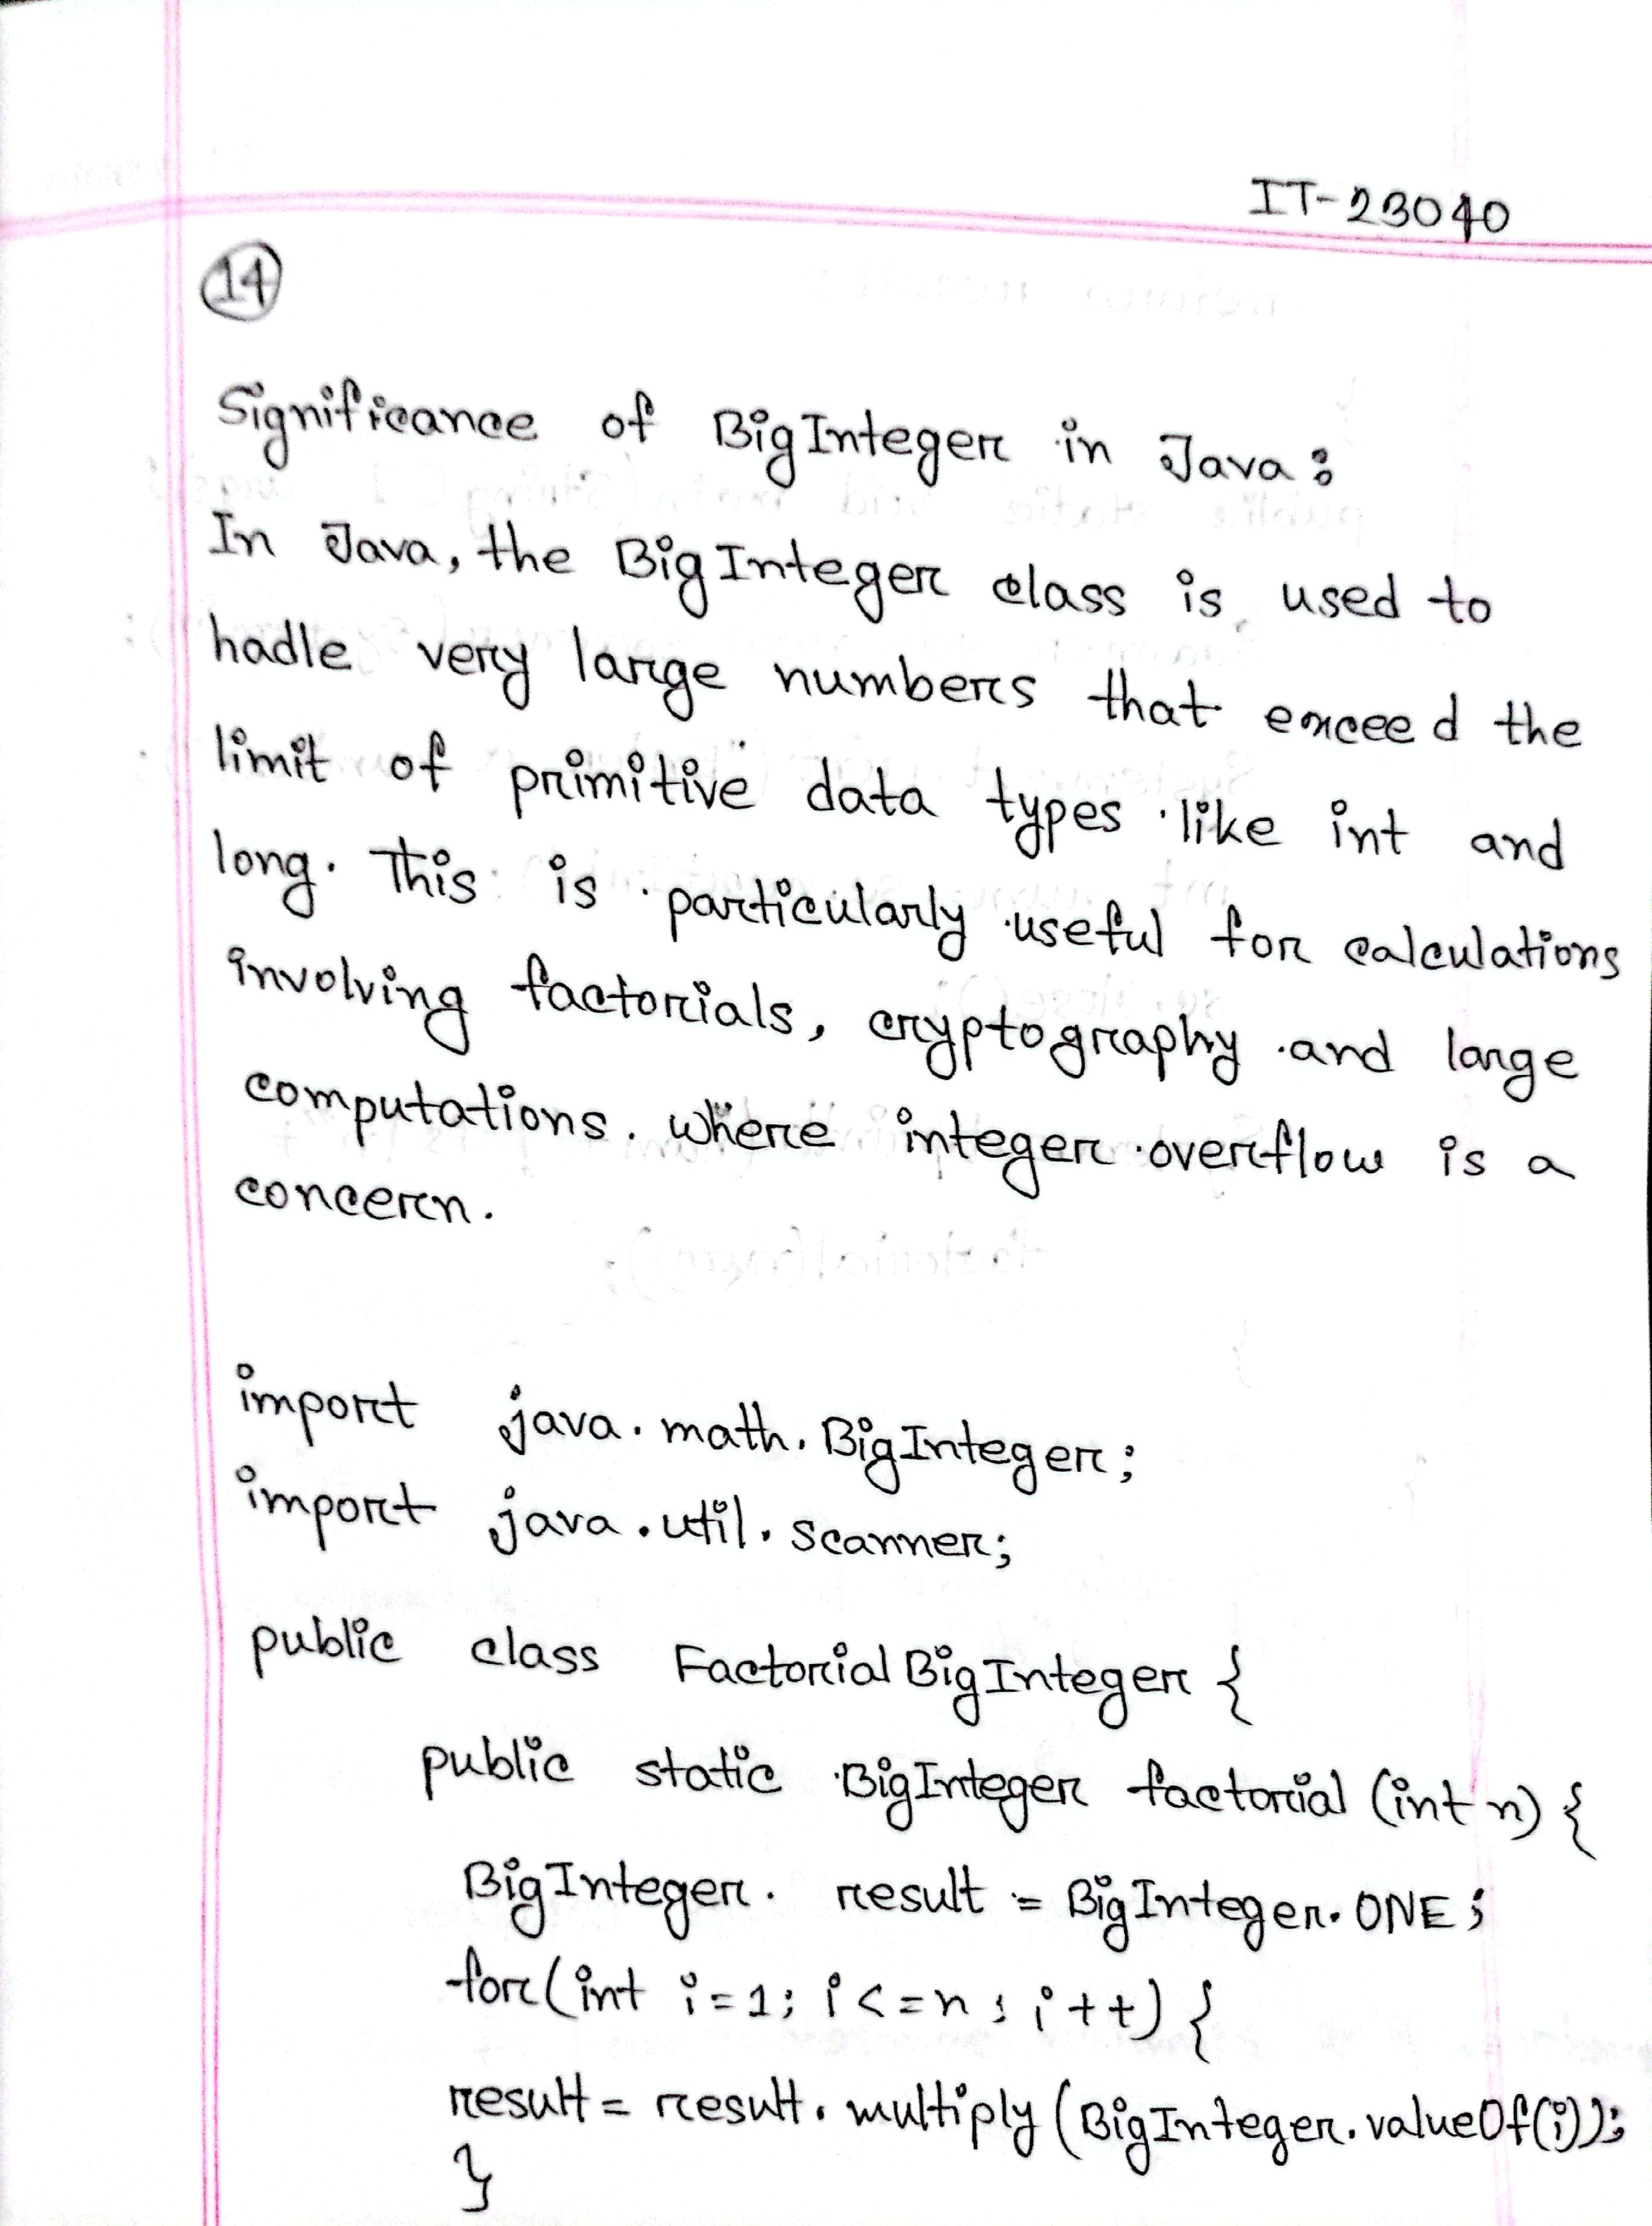 IT-23040
14
Significance of BigInteger in Java:
In Java, the BigInteger class is used to
hadle very large numbers that exceed the
limit of primitive data types like int and
long. This is particularly useful for calculations
involving factorials, cryptography and large
computations. where integer overflow is a
concern.
import java.math.BigInteger;
import java.util.scanner;
public class FactorialBigInteger {
public static BigInteger factorial (int n) {
BigInteger result = BigInteger.ONE;
for(int i=1; i<=n; i++) {
result = result.multiply(BigInteger.valueOf(i));
}